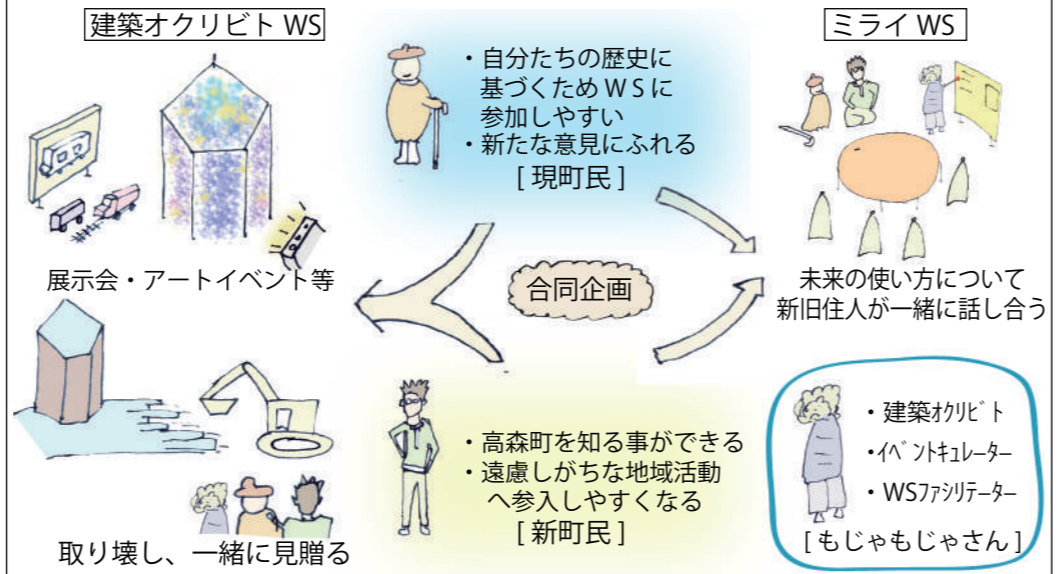 建築オクリビト WS
展示会・アートイベント等
取り壊し、一緒に見贈る
・自分たちの歴史に
基づくためＷＳに
参加しやすい
・新たな意見にふれる
[ 現町民 ]
合同企画
・高森町を知る事ができる
・遠慮しがちな地域活動
へ参入しやすくなる
[ 新町民 ]
ミライ WS
未来の使い方について
新旧住人が一緒に話し合う
・建築ｵｸﾘﾋﾞﾄ
・ｲﾍﾞﾝﾄｷｭﾚｰﾀｰ
・WSﾌｧｼﾘﾃｰﾀｰ
[ もじゃもじゃさん ]